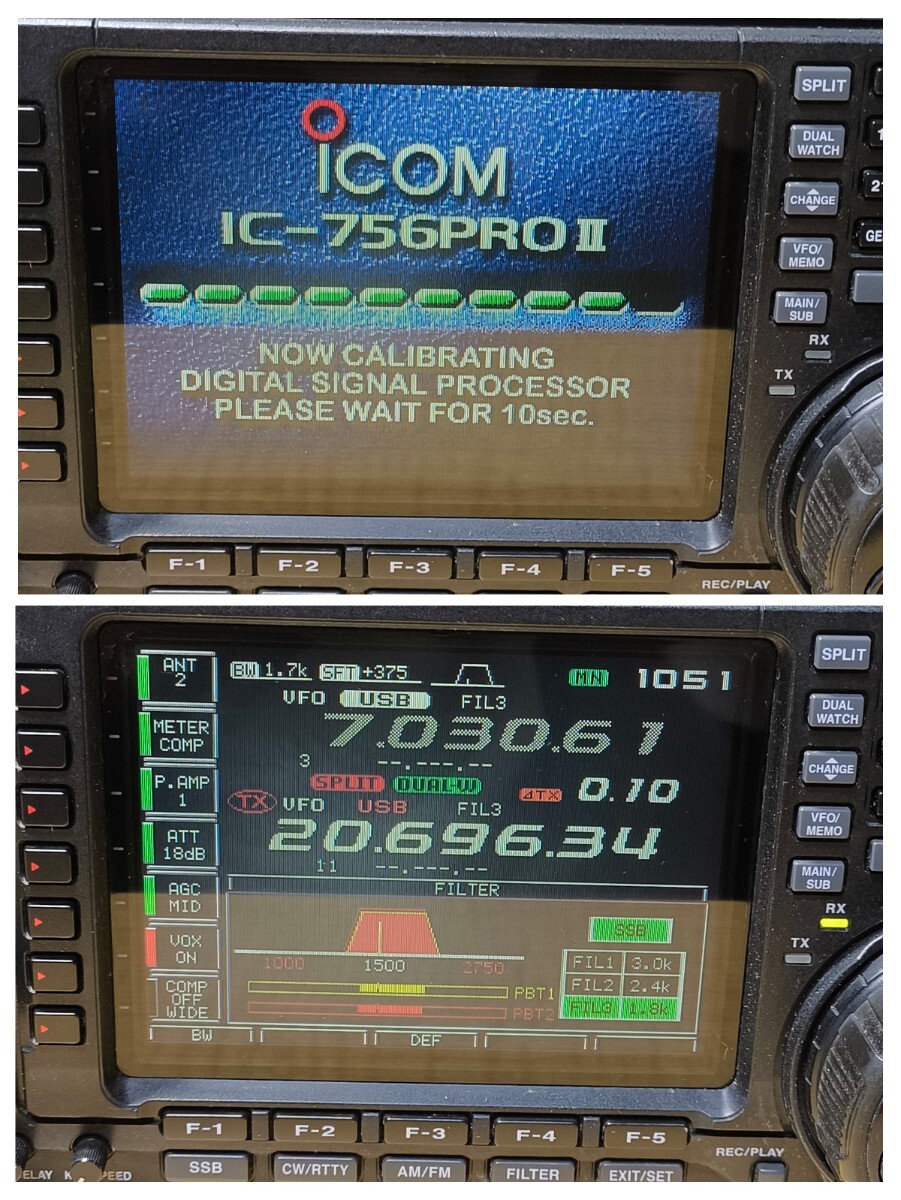 iCOM
IC-756PRO II
NOW CALIBRATING
DIGITAL SIGNAL PROCESSOR
PLEASE WAIT FOR 10sec.
SPLIT
DUAL WATCH
CHANGE
VFO/ MEMO
MAIN/ SUB
RX
TX
F-1 F-2 F-3 F-4 F-5
REC/PLAY
ANT 2
METER COMP
P.AMP 1
ATT 18dB
AGC MID
VOX ON
COMP OFF WIDE
BW 1.7k SFT +375
1051
VFO USB FIL3
7.030.61
3 --.---.--
SPLIT DUAL-W
TX VFO USB FIL3
ΔTX 0.10
20.696.34
11 --.---.--
FILTER
SSB
1000 1500 2750
FIL1 3.0k
FIL2 2.4k
FIL3 1.8k
PBT1
PBT2
BW DEF
SPLIT
DUAL WATCH
CHANGE
VFO/ MEMO
MAIN/ SUB
RX
TX
F-1 F-2 F-3 F-4 F-5
REC/PLAY
SSB CW/RTTY AM/FM FILTER EXIT/SET